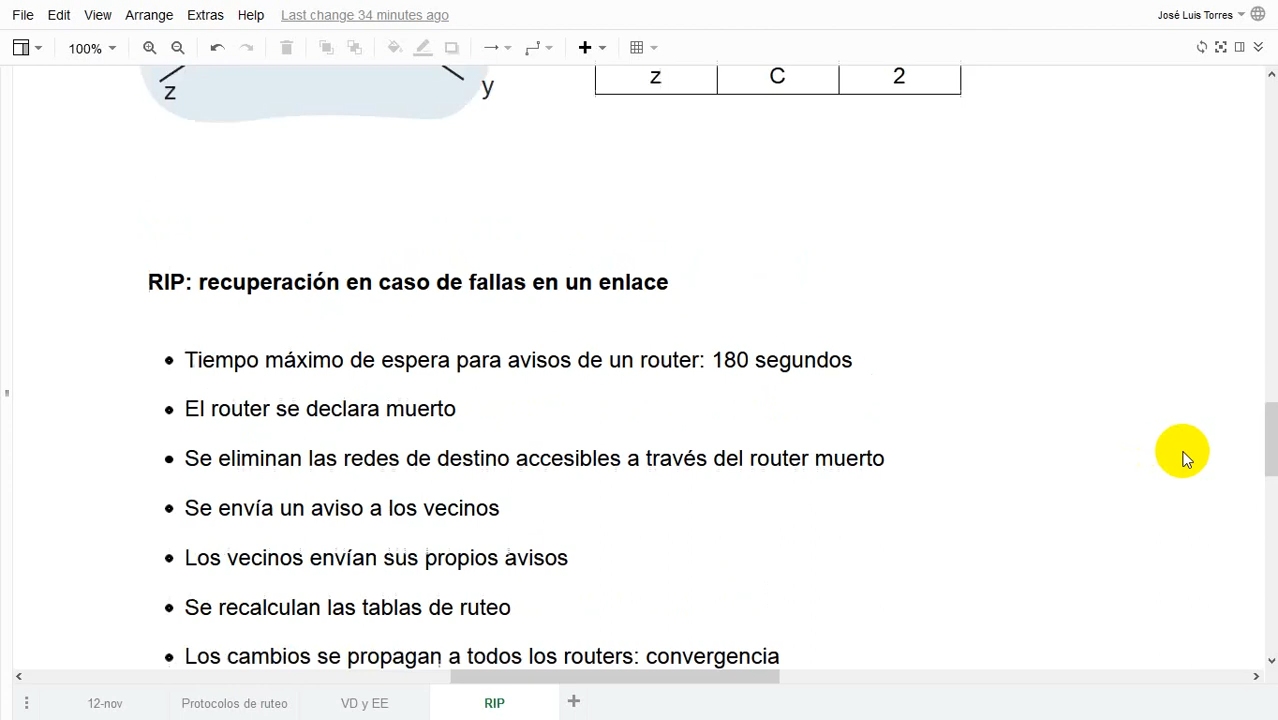 File Edit View Arrange Extras Help Last change 34 minutes ago José Luis Torres
100%
z y
z C 2
RIP: recuperación en caso de fallas en un enlace
Tiempo máximo de espera para avisos de un router: 180 segundos
El router se declara muerto
Se eliminan las redes de destino accesibles a través del router muerto
Se envía un aviso a los vecinos
Los vecinos envían sus propios avisos
Se recalculan las tablas de ruteo
Los cambios se propagan a todos los routers: convergencia
12-nov Protocolos de ruteo VD y EE RIP